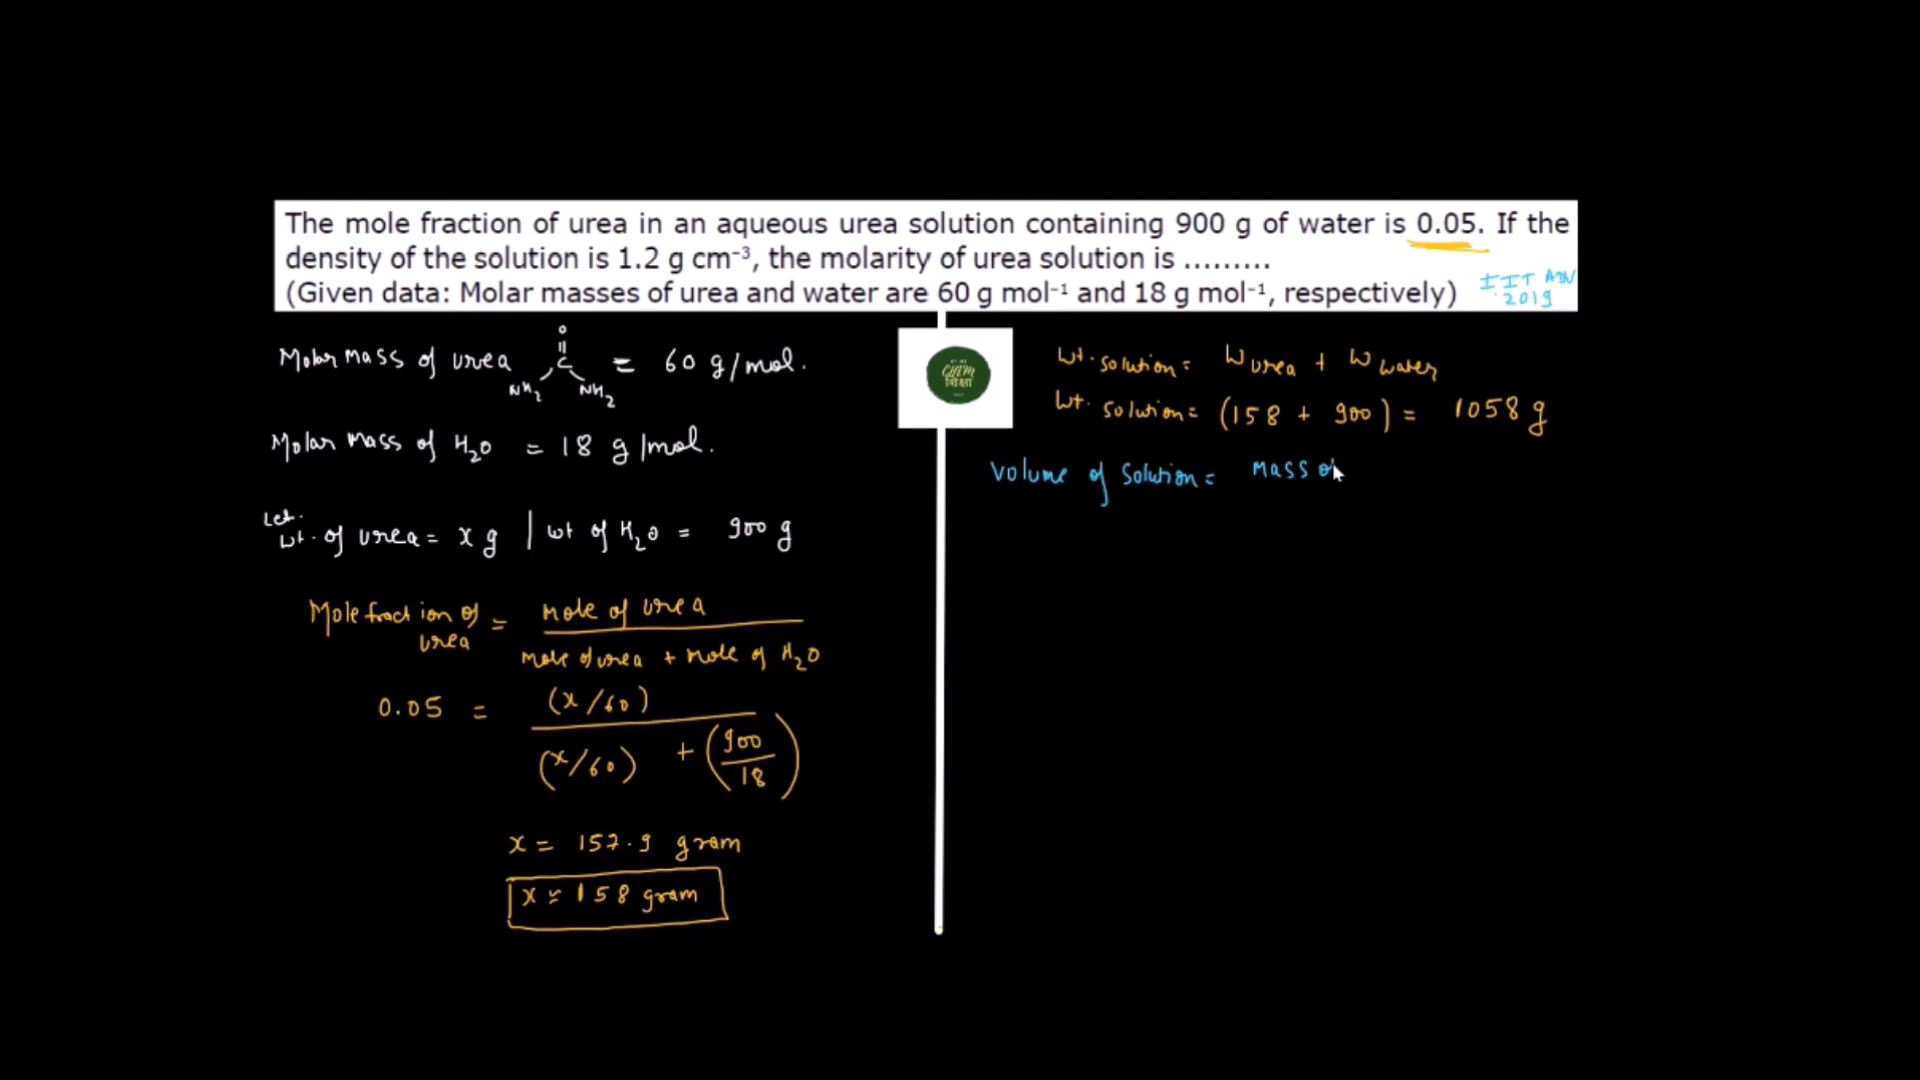 The mole fraction of urea in an aqueous urea solution containing 900 g of water is 0.05. If the
density of the solution is 1.2 g cm⁻³, the molarity of urea solution is .........
(Given data: Molar masses of urea and water are 60 g mol⁻¹ and 18 g mol⁻¹, respectively)
IIT ADV
2019
Molar mass of urea
O
||
C
NH₂ NH₂
= 60 g/mol.
Molar mass of H₂O = 18 g/mol.
Let.
wt. of urea = x g | wt of H₂O = 900 g
Mole fraction of urea = mole of urea
mole of urea + mole of H₂O
0.05 = (x/60)
(x/60) + (900/18)
x = 157.9 gram
x ≈ 158 gram
CHEM
शिक्षा
wt. solution = W urea + W water
wt. solution = (158 + 900) = 1058 g
Volume of solution = Mass o